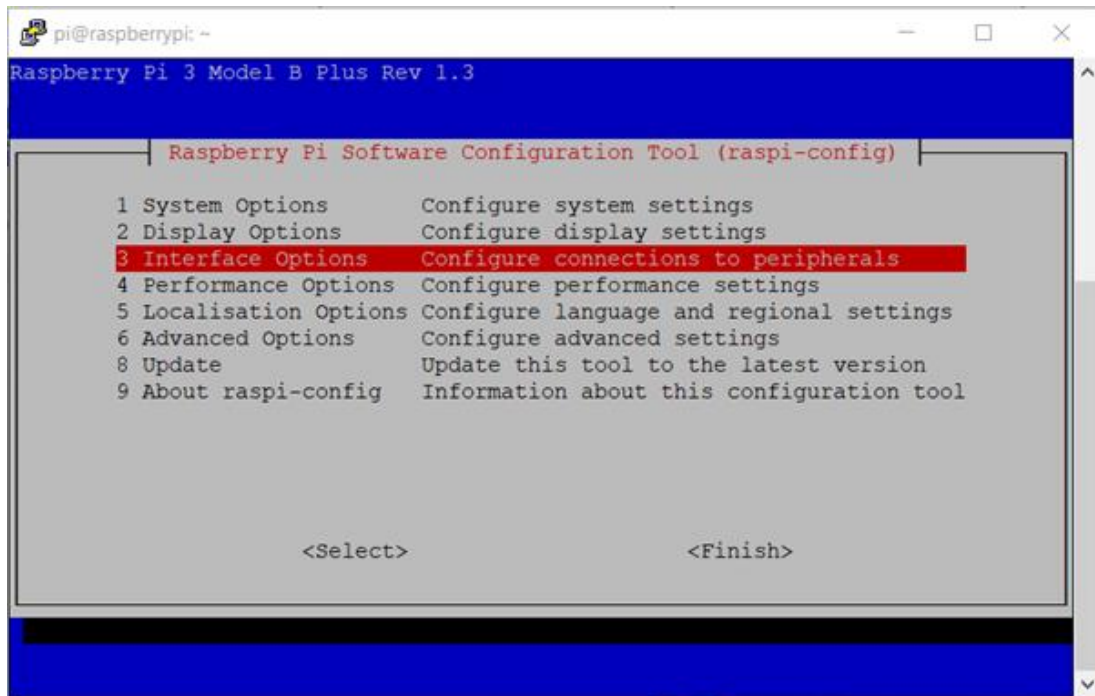 pi@raspberrypi: ~
Raspberry Pi 3 Model B Plus Rev 1.3
Raspberry Pi Software Configuration Tool (raspi-config)
1 System Options Configure system settings
2 Display Options Configure display settings
3 Interface Options Configure connections to peripherals
4 Performance Options Configure performance settings
5 Localisation Options Configure language and regional settings
6 Advanced Options Configure advanced settings
8 Update Update this tool to the latest version
9 About raspi-config Information about this configuration tool
<Select> <Finish>